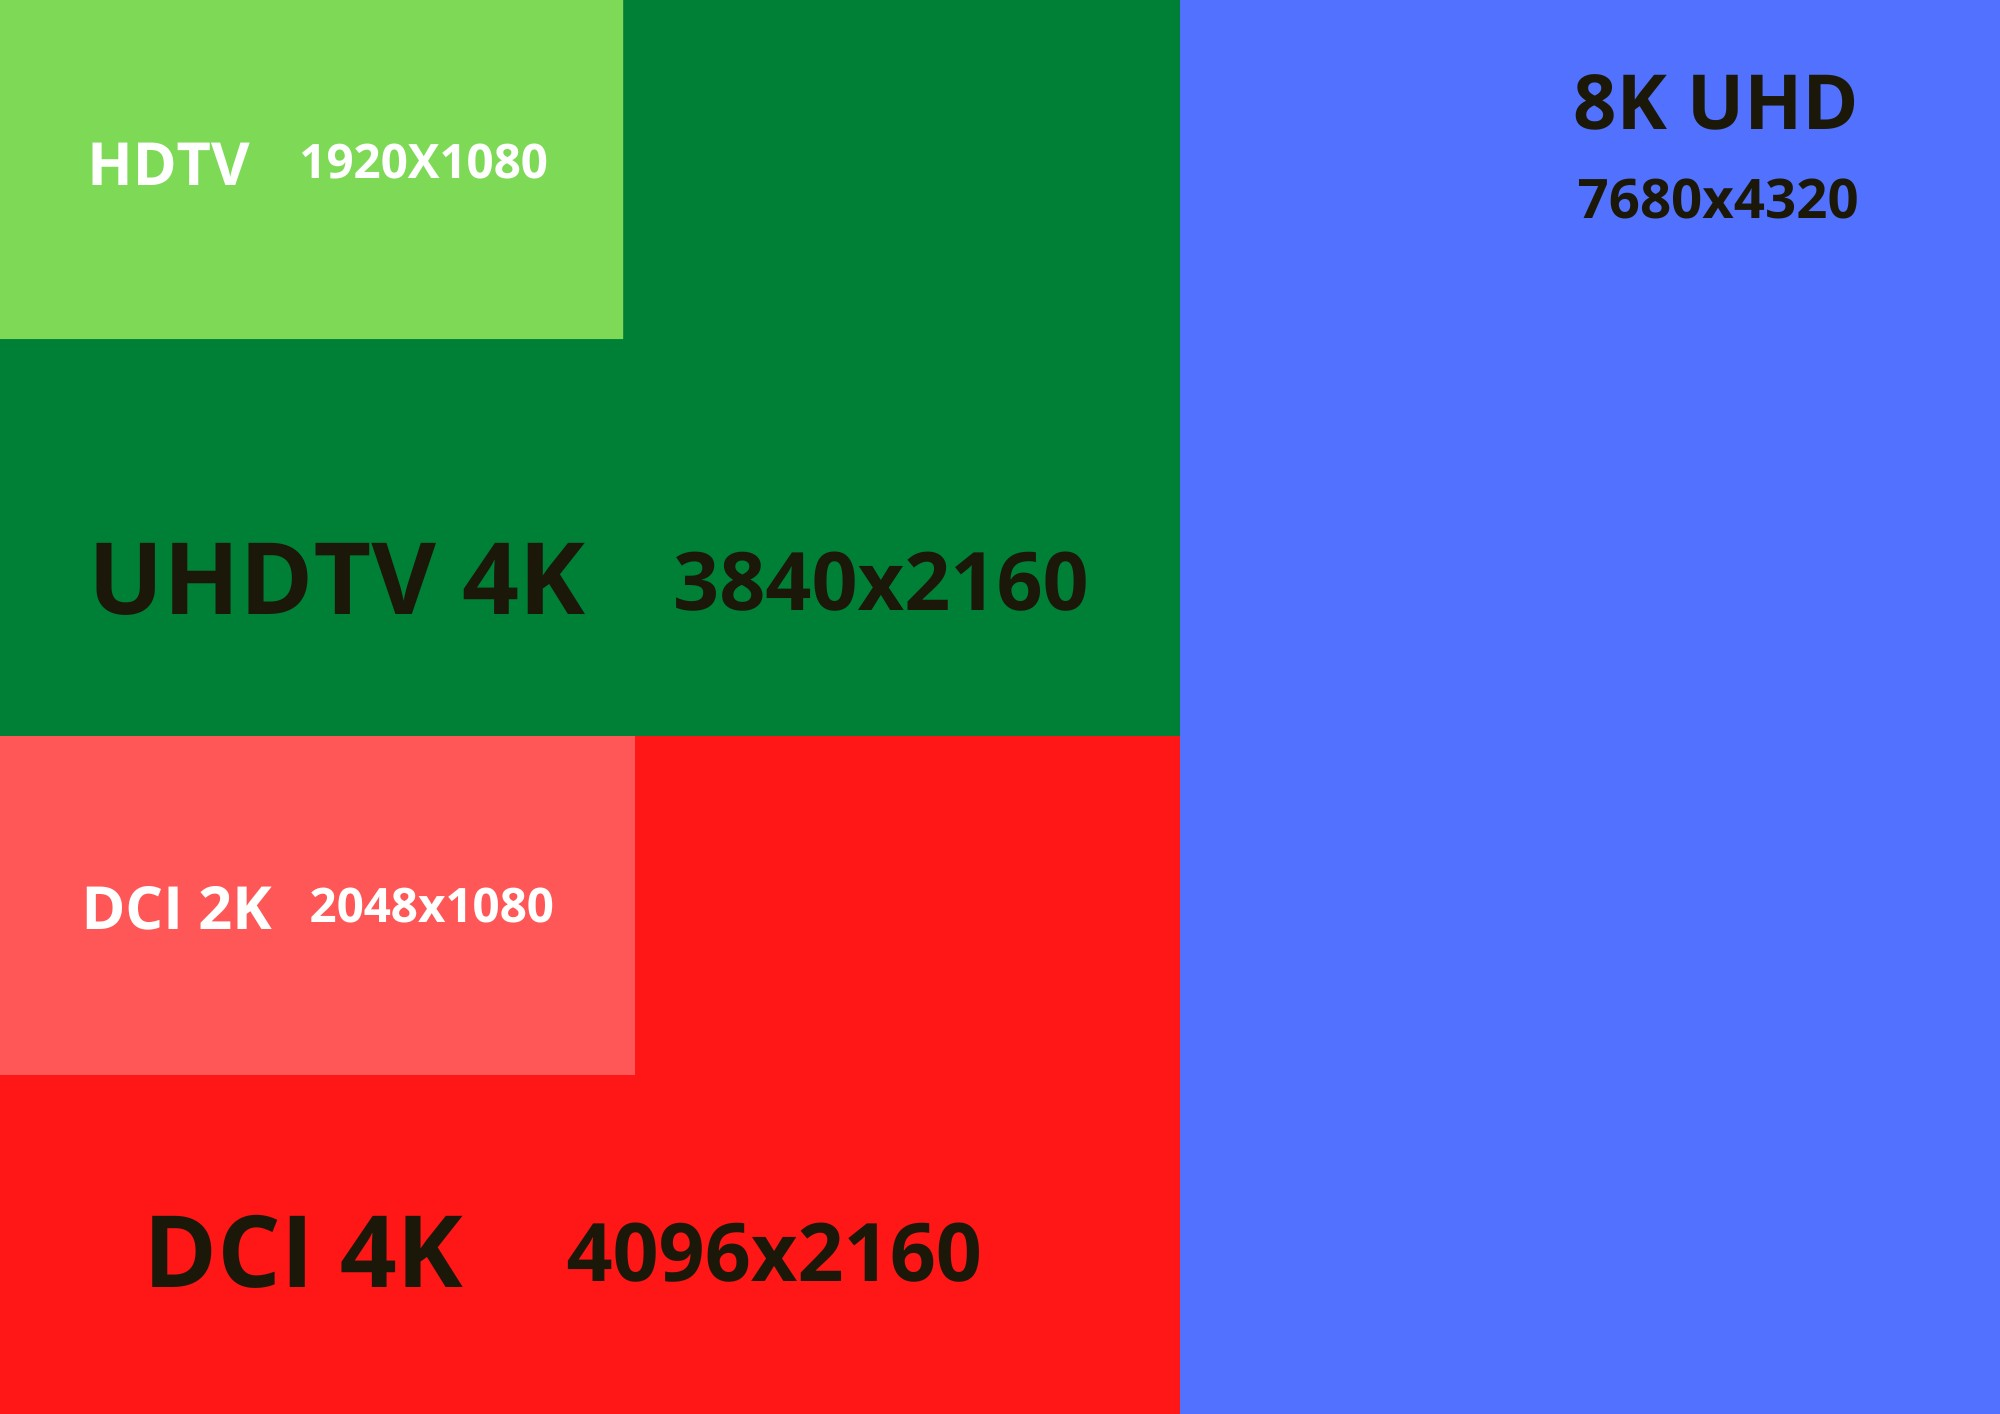 HDTV 1920X1080
8K UHD
7680x4320
UHDTV 4K 3840x2160
DCI 2K 2048x1080
DCI 4K 4096x2160